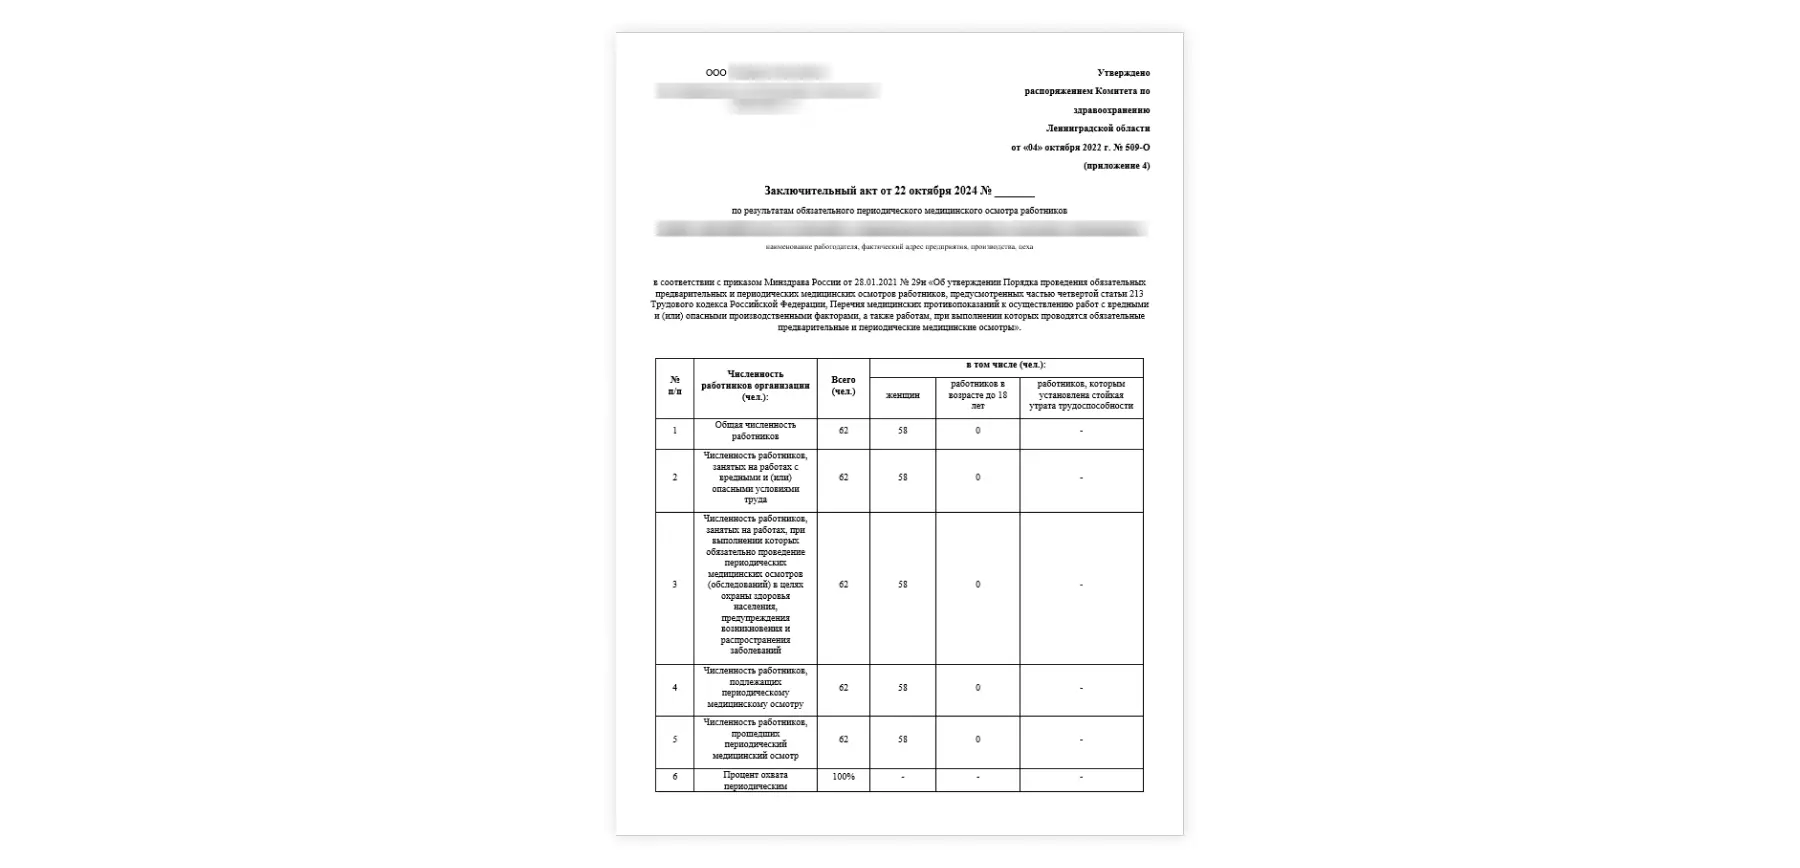 ООО
Утверждено
распоряжением Комитета по
здравоохранению
Ленинградской области
от «04» октября 2022 г. № 509-О
(приложение 4)
Заключительный акт от 22 октября 2024 № _______
по результатам обязательного периодического медицинского осмотра работников
наименование работодателя, фактический адрес предприятия, производства, цеха
в соответствии с приказом Минздрава России от 28.01.2021 № 29н «Об утверждении Порядка проведения обязательных
предварительных и периодических медицинских осмотров работников, предусмотренных частью четвертой статьи 213
Трудового кодекса Российской Федерации, Перечня медицинских противопоказаний к осуществлению работ с вредными
и (или) опасными производственными факторами, а также работам, при выполнении которых проводятся обязательные
предварительные и периодические медицинские осмотры».
№
п/п
Численность
работников организации
(чел.):
Всего
(чел.)
в том числе (чел.):
женщин
работников в
возрасте до 18
лет
работников, которым
установлена стойкая
утрата трудоспособности
1
Общая численность
работников
62
58
0
-
2
Численность работников,
занятых на работах с
вредными и (или)
опасными условиями
труда
62
58
0
-
3
Численность работников,
занятых на работах, при
выполнении которых
обязательно проведение
периодических
медицинских осмотров
(обследований) в целях
охраны здоровья
населения,
предупреждения
возникновения и
распространения
заболеваний
62
58
0
-
4
Численность работников,
подлежащих
периодическому
медицинскому осмотру
62
58
0
-
5
Численность работников,
прошедших
периодический
медицинский осмотр
62
58
0
-
6
Процент охвата
периодическим
100%
-
-
-